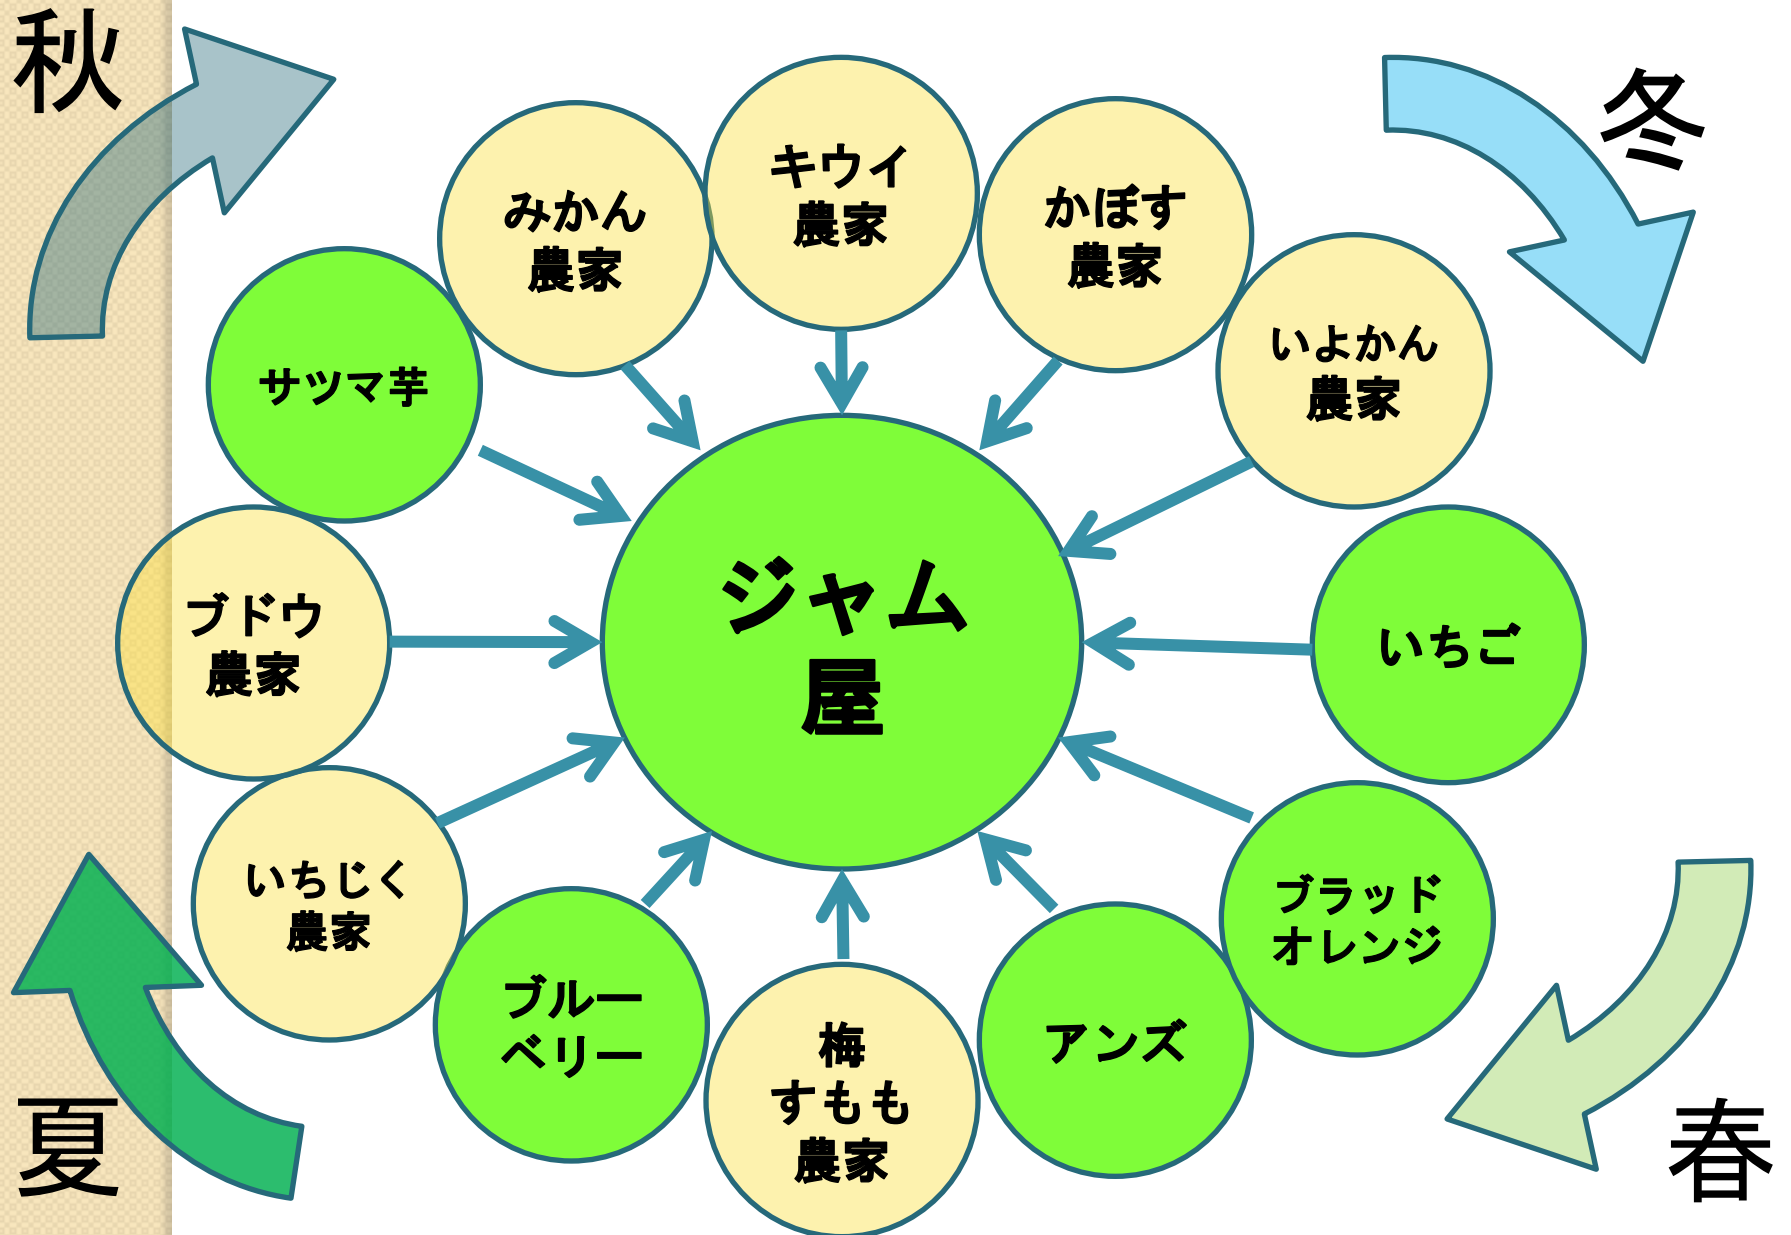 秋
冬
キウイ
農家
みかん
農家
かぼす
農家
いよかん
農家
サツマ芋
ジャム
屋
ブドウ
農家
いちご
いちじく
農家
ブラッド
オレンジ
ブルー
ベリー
アンズ
梅
すもも
農家
夏
春